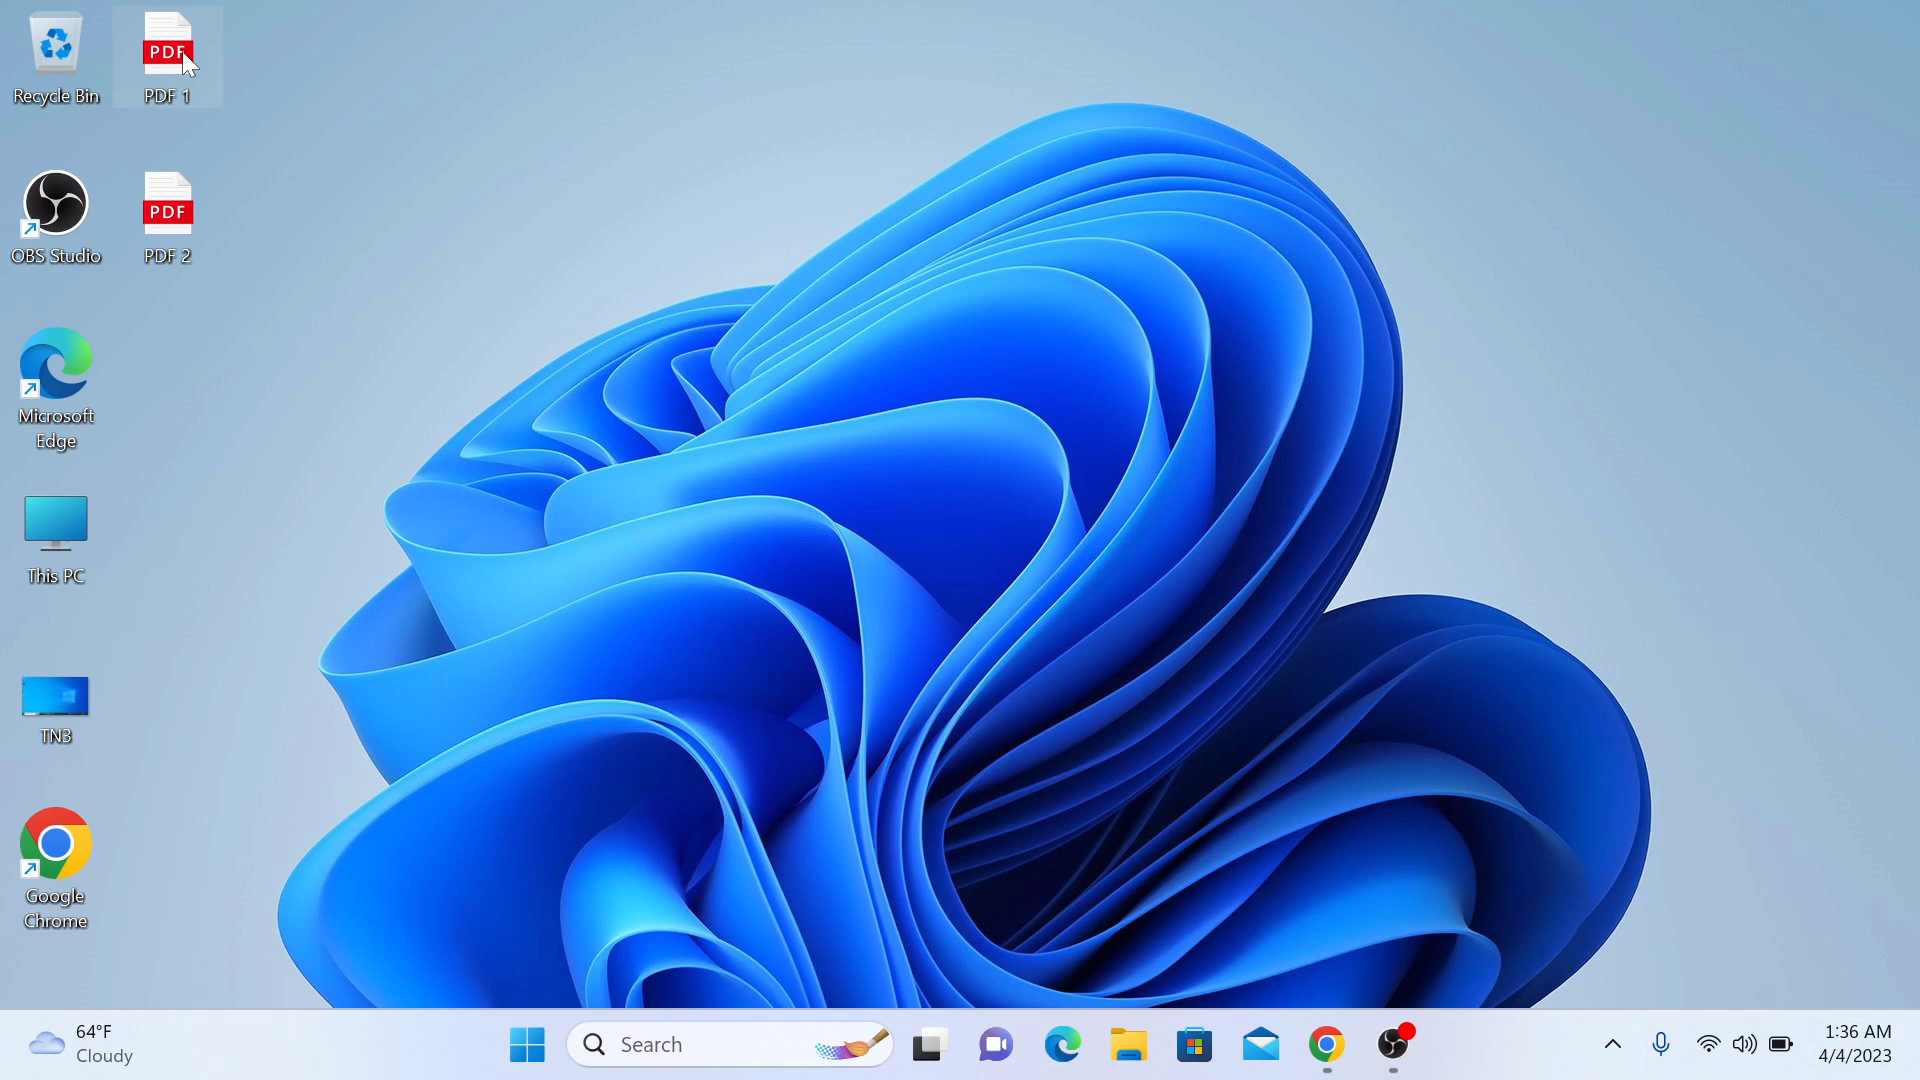 Recycle Bin
PDF
PDF 1
OBS Studio
PDF
PDF 2
Microsoft
Edge
This PC
TN3
Google
Chrome
64°F
Cloudy
Search
1:36 AM
4/4/2023